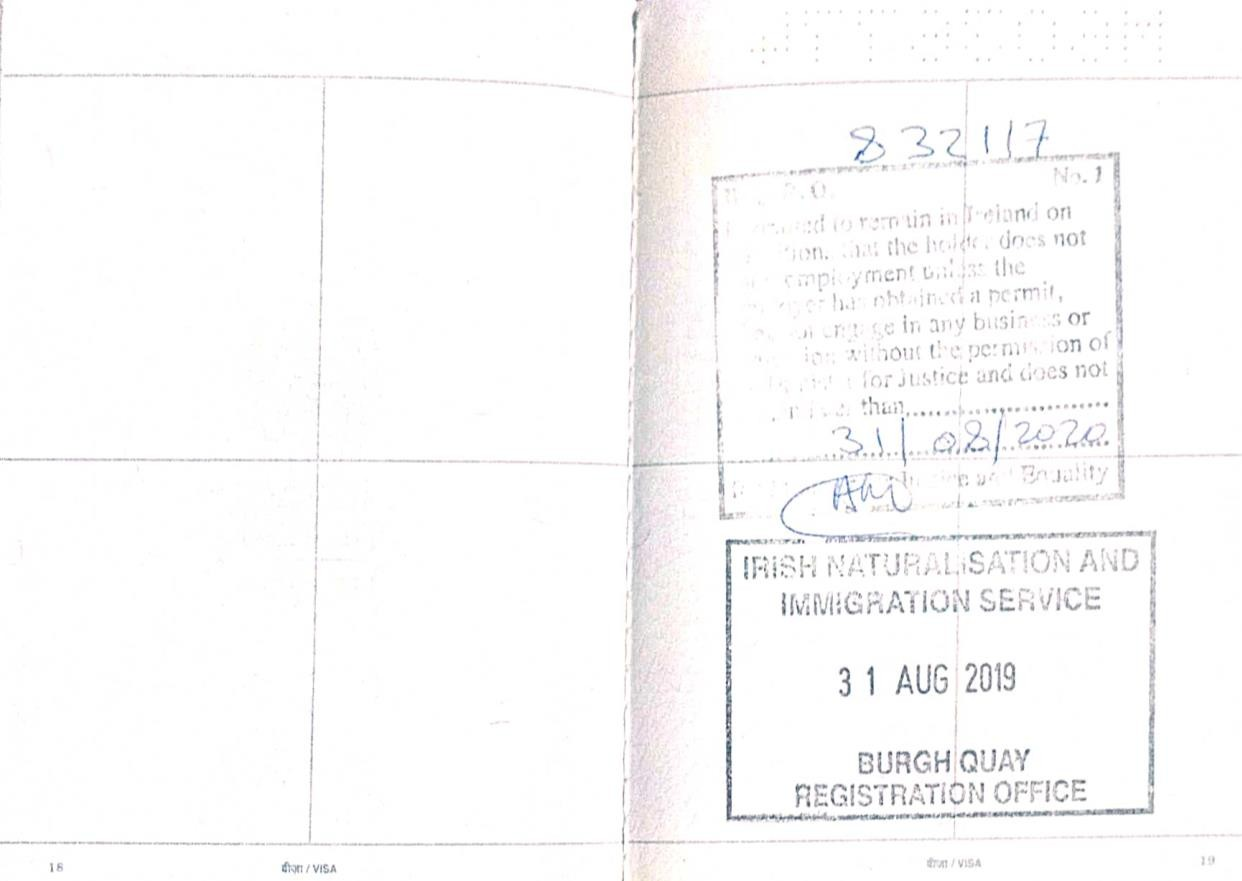 832117
No. 1
to remain in Ireland on
that the holder does not
employment unless the
has obtained a permit,
engage in any business or
without the permission of
for Justice and does not
than
31/08/2020
and Equality
IRISH NATURALISATION AND
IMMIGRATION SERVICE
31 AUG 2019
BURGH QUAY
REGISTRATION OFFICE
18 वीज़ा / VISA
वीज़ा / VISA 19